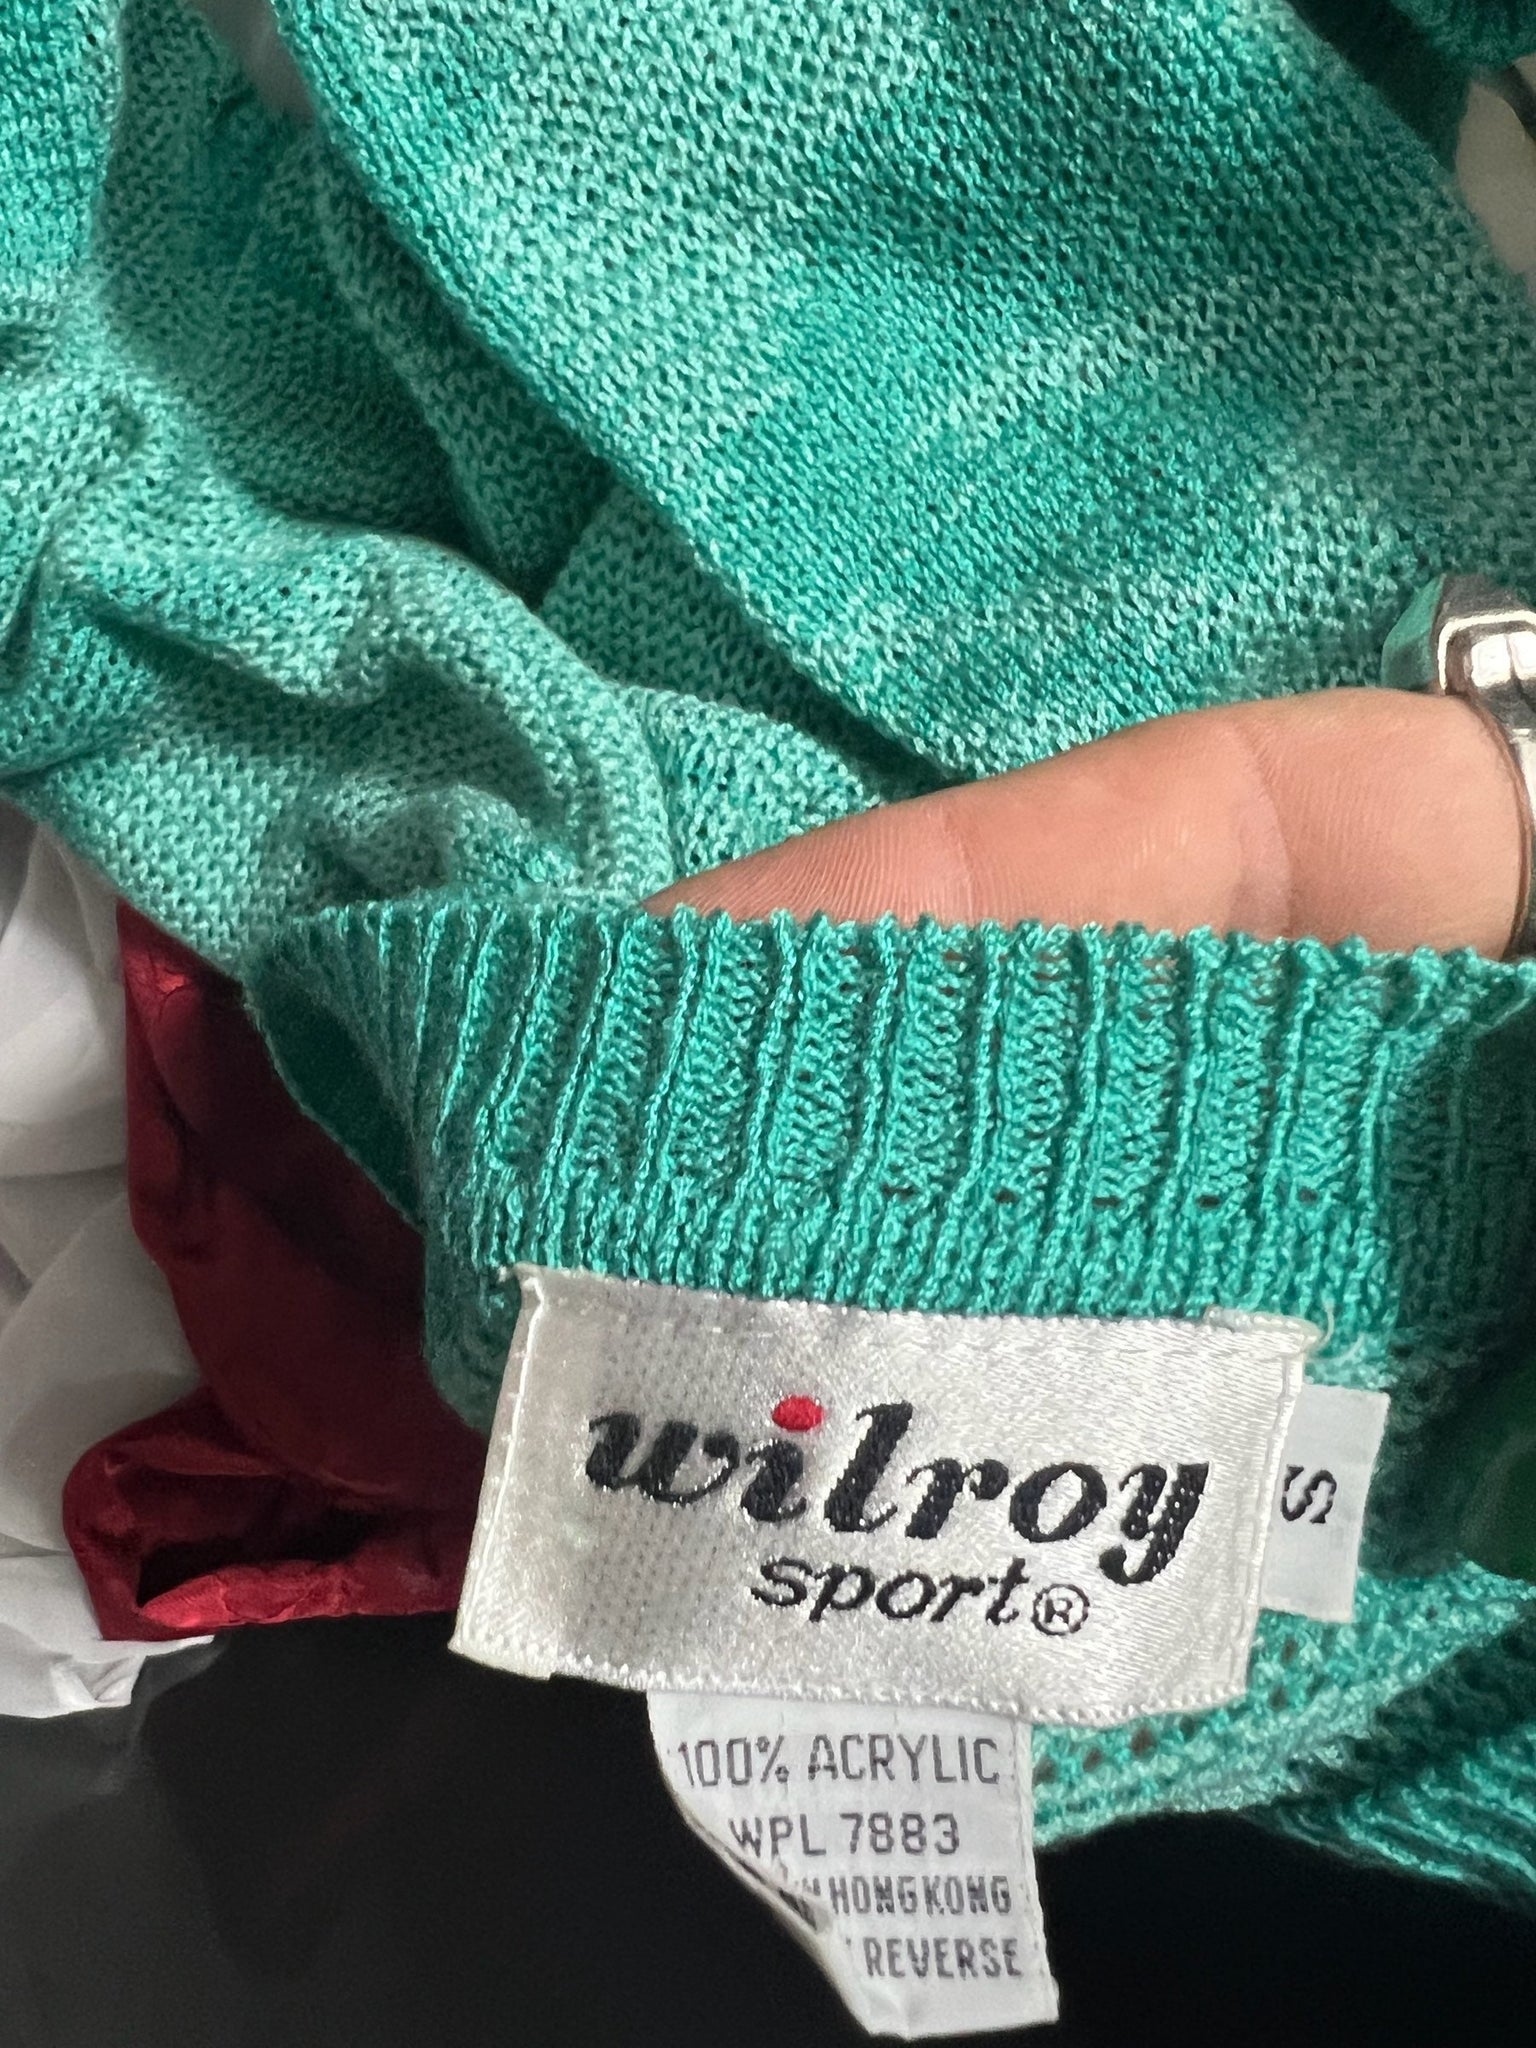 wilroy
sport®
S
100% ACRYLIC
WPL 7883
HONG KONG
REVERSE